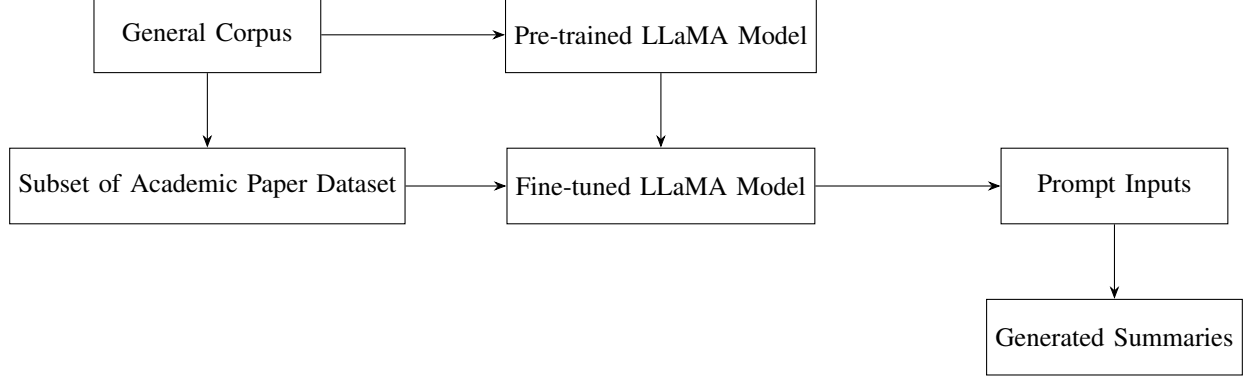 General Corpus
Pre-trained LLaMA Model
Subset of Academic Paper Dataset
Fine-tuned LLaMA Model
Prompt Inputs
Generated Summaries